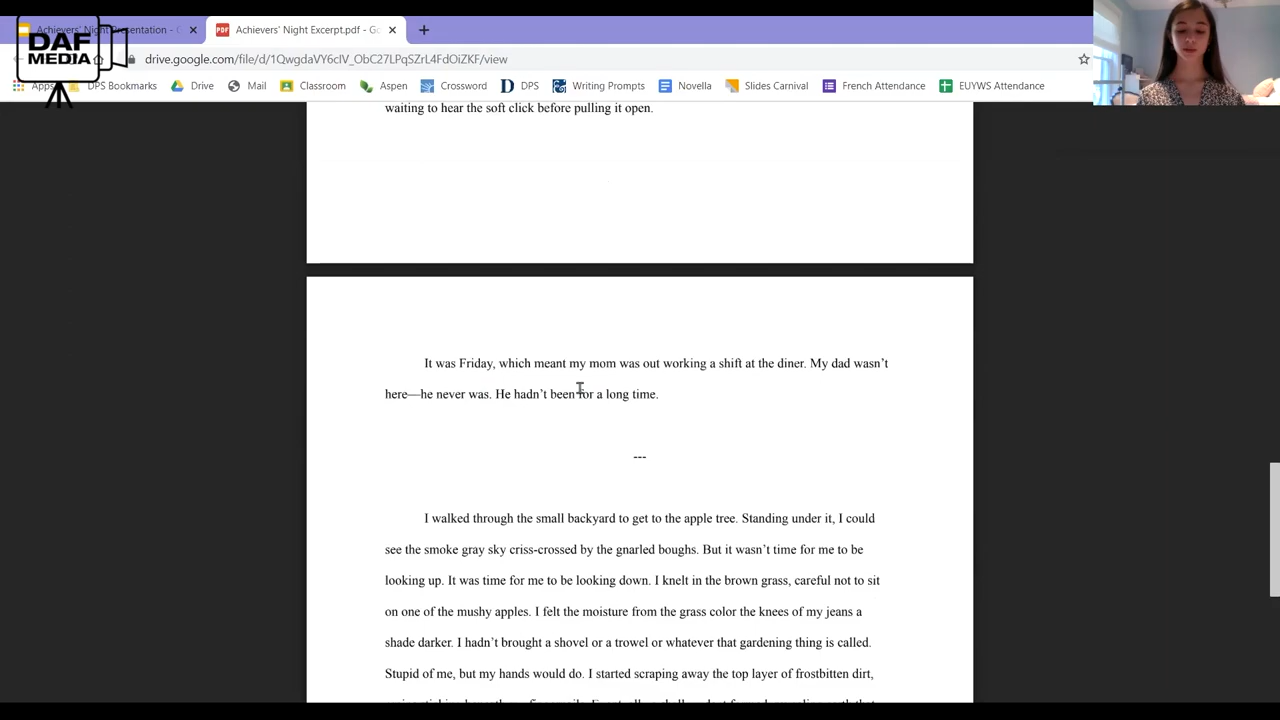 Achievers' Night Presentation - G
Achievers' Night Excerpt.pdf - Go
DAF
MEDIA
drive.google.com/file/d/1QwgdaVY6cIV_ObC27LPqSZrL4FdOiZKF/view
Apps
DPS Bookmarks
Drive
Mail
Classroom
Aspen
Crossword
DPS
Writing Prompts
Novella
Slides Carnival
French Attendance
EUYWS Attendance
waiting to hear the soft click before pulling it open.
It was Friday, which meant my mom was out working a shift at the diner. My dad wasn't
here—he never was. He hadn't been for a long time.
---
I walked through the small backyard to get to the apple tree. Standing under it, I could
see the smoke gray sky criss-crossed by the gnarled boughs. But it wasn't time for me to be
looking up. It was time for me to be looking down. I knelt in the brown grass, careful not to sit
on one of the mushy apples. I felt the moisture from the grass color the knees of my jeans a
shade darker. I hadn't brought a shovel or a trowel or whatever that gardening thing is called.
Stupid of me, but my hands would do. I started scraping away the top layer of frostbitten dirt,